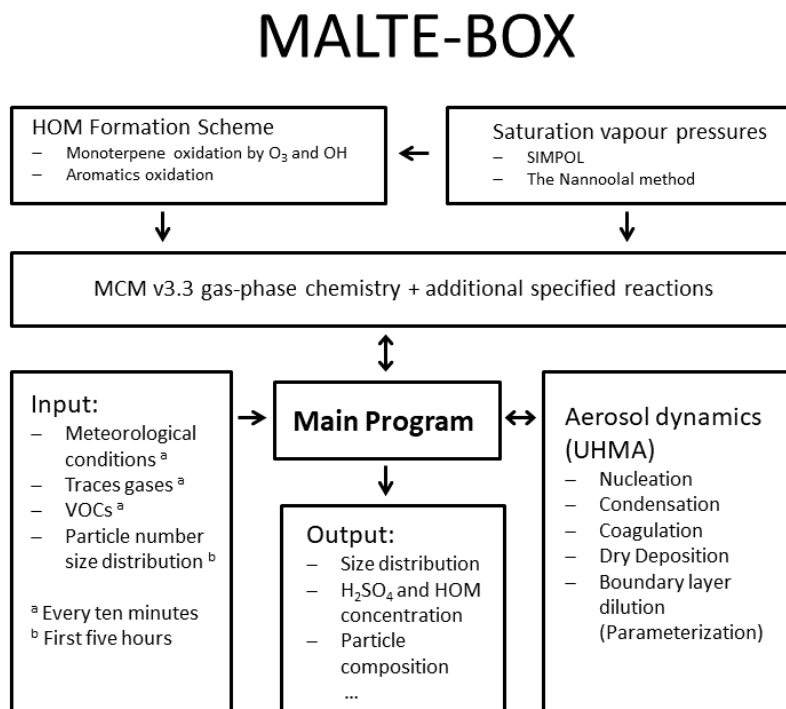 MALTE-BOX
HOM Formation Scheme
– Monoterpene oxidation by O₃ and OH
– Aromatics oxidation
Saturation vapour pressures
– SIMPOL
– The Nannoolal method
MCM v3.3 gas-phase chemistry + additional specified reactions
Input:
– Meteorological
conditions ᵃ
– Traces gases ᵃ
– VOCs ᵃ
– Particle number
size distribution ᵇ
ᵃ Every ten minutes
ᵇ First five hours
Main Program
Output:
– Size distribution
– H₂SO₄ and HOM
concentration
– Particle
composition
...
Aerosol dynamics
(UHMA)
– Nucleation
– Condensation
– Coagulation
– Dry Deposition
– Boundary layer
dilution
(Parameterization)